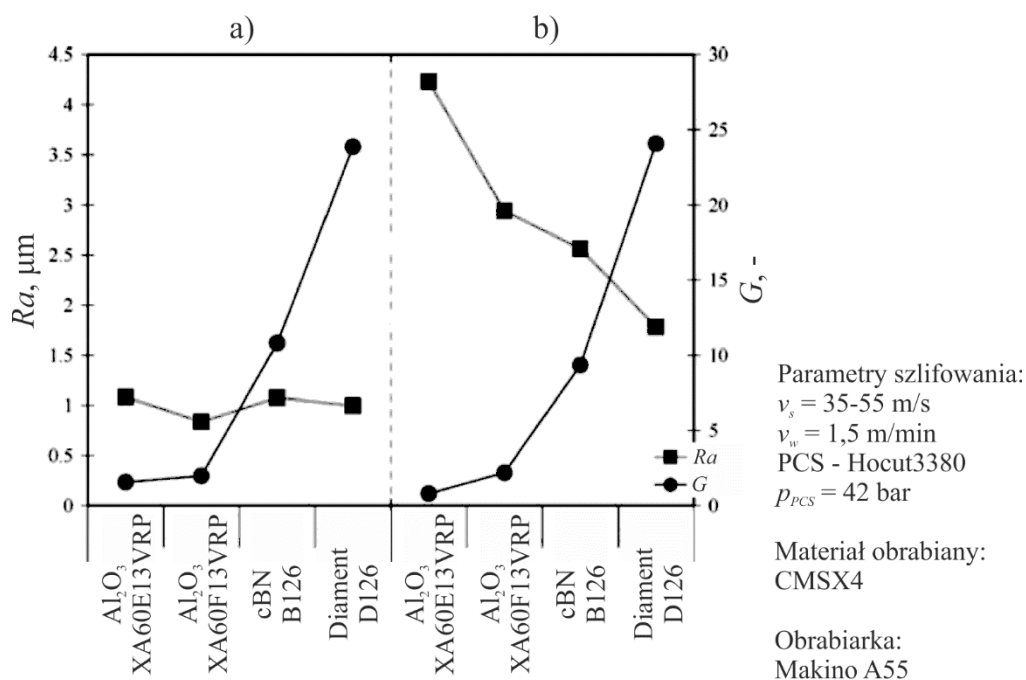 a)
b)
4.5
4
3.5
3
2.5
2
1.5
1
0.5
0
Ra, μm
30
25
20
15
10
5
0
G, -
Ra
G
Al₂O₃
XA60E13VRP
Al₂O₃
XA60F13VRP
cBN
B126
Diament
D126
Al₂O₃
XA60E13VRP
Al₂O₃
XA60F13VRP
cBN
B126
Diament
D126
Parametry szlifowania:
vₛ = 35-55 m/s
v_w = 1,5 m/min
PCS - Hocut3380
p_PCS = 42 bar
Materiał obrabiany:
CMSX4
Obrabiarka:
Makino A55